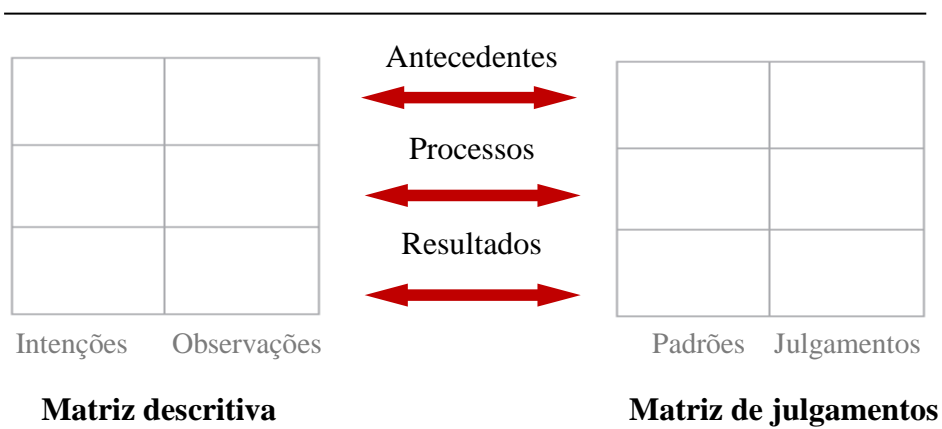 Antecedentes
Processos
Resultados
Intenções Observações
Padrões Julgamentos
Matriz descritiva
Matriz de julgamentos